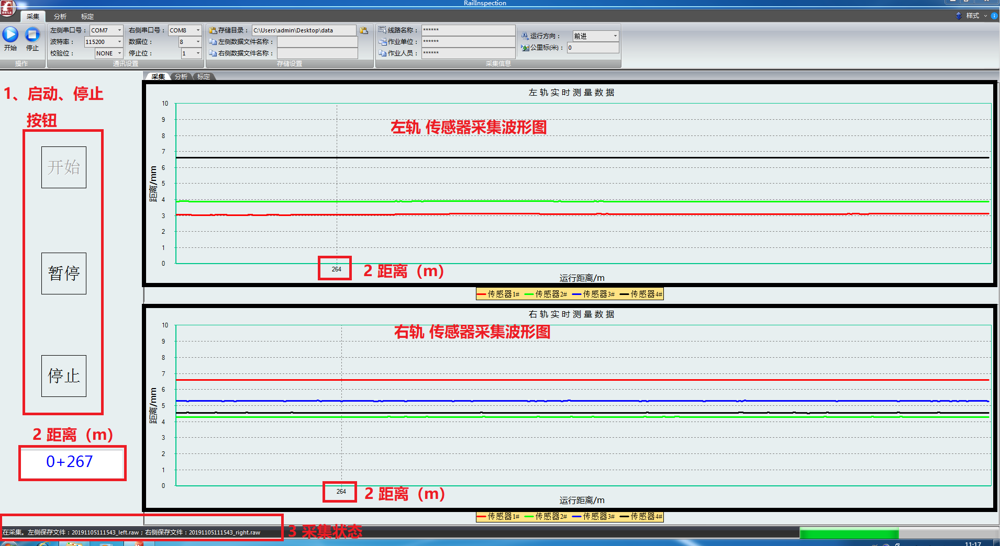 RailInspection
RAILS
采集 分析 标定 样式
左侧串口号： COM7 右侧串口号： COM8 存储目录： C:\Users\admin\Desktop\data 线路名称： ******
波特率： 115200 数据位： 8 左侧数据文件名称： 作业单位： ****** 运行方向： 前进
校验位： NONE 停止位： 1 右侧数据文件名称： 作业人员： ****** 公里标(米)： 0
开始 停止
操作 通讯设置 存储设置 采集信息
采集 分析 标定
1、启动、停止
按钮
开始
暂停
停止
2 距离（m）
0+267
左轨实时测量数据
左轨 传感器采集波形图
距离/mm
10
9
8
7
6
5
4
3
2
1
0
264
2 距离（m）
运行距离/m
传感器1# 传感器2# 传感器3# 传感器4#
右轨实时测量数据
右轨 传感器采集波形图
距离/mm
10
9
8
7
6
5
4
3
2
1
0
264
2 距离（m）
运行距离/m
传感器1# 传感器2# 传感器3# 传感器4#
在采集。左侧保存文件：20191105111543_left.raw；右侧保存文件：20191105111543_right.raw
3 采集状态
11:17